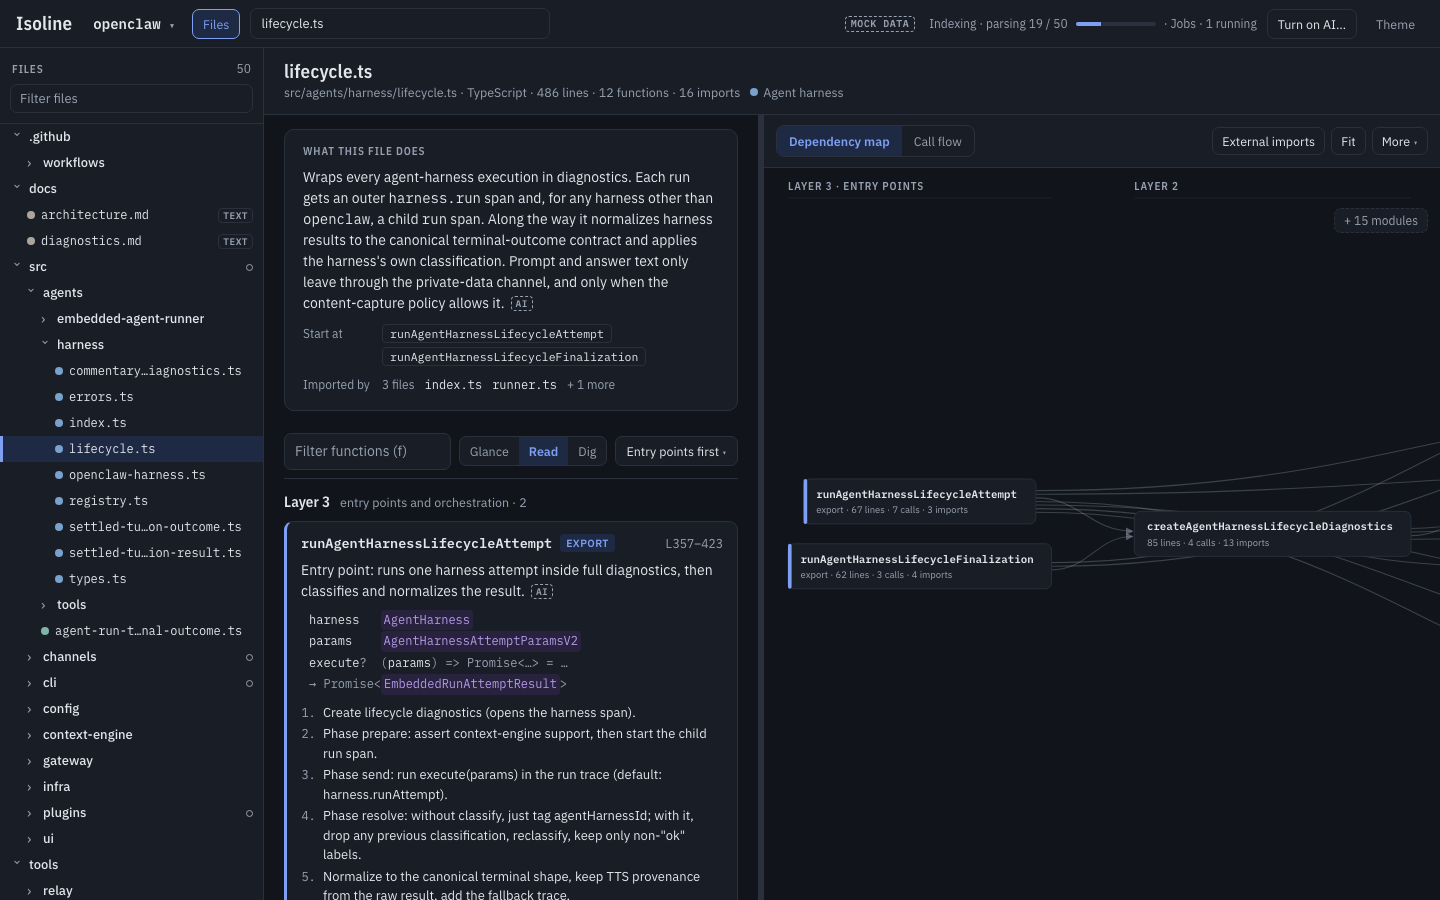 Isoline openclaw ▾ Files lifecycle.ts MOCK DATA Indexing · parsing 19 / 50 · Jobs · 1 running Turn on AI… Theme
FILES 50
Filter files
.github
workflows
docs
architecture.md TEXT
diagnostics.md TEXT
src
agents
embedded-agent-runner
harness
commentary…iagnostics.ts
errors.ts
index.ts
lifecycle.ts
openclaw-harness.ts
registry.ts
settled-tu…on-outcome.ts
settled-tu…ion-result.ts
types.ts
tools
agent-run-t…nal-outcome.ts
channels
cli
config
context-engine
gateway
infra
plugins
ui
tools
relay
lifecycle.ts
src/agents/harness/lifecycle.ts · TypeScript · 486 lines · 12 functions · 16 imports Agent harness
WHAT THIS FILE DOES
Wraps every agent-harness execution in diagnostics. Each run
gets an outer harness.run span and, for any harness other than
openclaw, a child run span. Along the way it normalizes harness
results to the canonical terminal-outcome contract and applies
the harness's own classification. Prompt and answer text only
leave through the private-data channel, and only when the
content-capture policy allows it. AI
Start at runAgentHarnessLifecycleAttempt
runAgentHarnessLifecycleFinalization
Imported by 3 files index.ts runner.ts + 1 more
Filter functions (f) Glance Read Dig Entry points first ▾
Layer 3 entry points and orchestration · 2
runAgentHarnessLifecycleAttempt EXPORT L357–423
Entry point: runs one harness attempt inside full diagnostics, then
classifies and normalizes the result. AI
harness AgentHarness
params AgentHarnessAttemptParamsV2
execute? (params) => Promise<…> = …
→ Promise<EmbeddedRunAttemptResult>
1. Create lifecycle diagnostics (opens the harness span).
2. Phase prepare: assert context-engine support, then start the child
run span.
3. Phase send: run execute(params) in the run trace (default:
harness.runAttempt).
4. Phase resolve: without classify, just tag agentHarnessId; with it,
drop any previous classification, reclassify, keep only non-"ok"
labels.
5. Normalize to the canonical terminal shape, keep TTS provenance
from the raw result, add the fallback trace.
Dependency map Call flow External imports Fit More ▾
LAYER 3 · ENTRY POINTS LAYER 2
+ 15 modules
runAgentHarnessLifecycleAttempt
export · 67 lines · 7 calls · 3 imports
createAgentHarnessLifecycleDiagnostics
85 lines · 4 calls · 13 imports
runAgentHarnessLifecycleFinalization
export · 62 lines · 3 calls · 4 imports